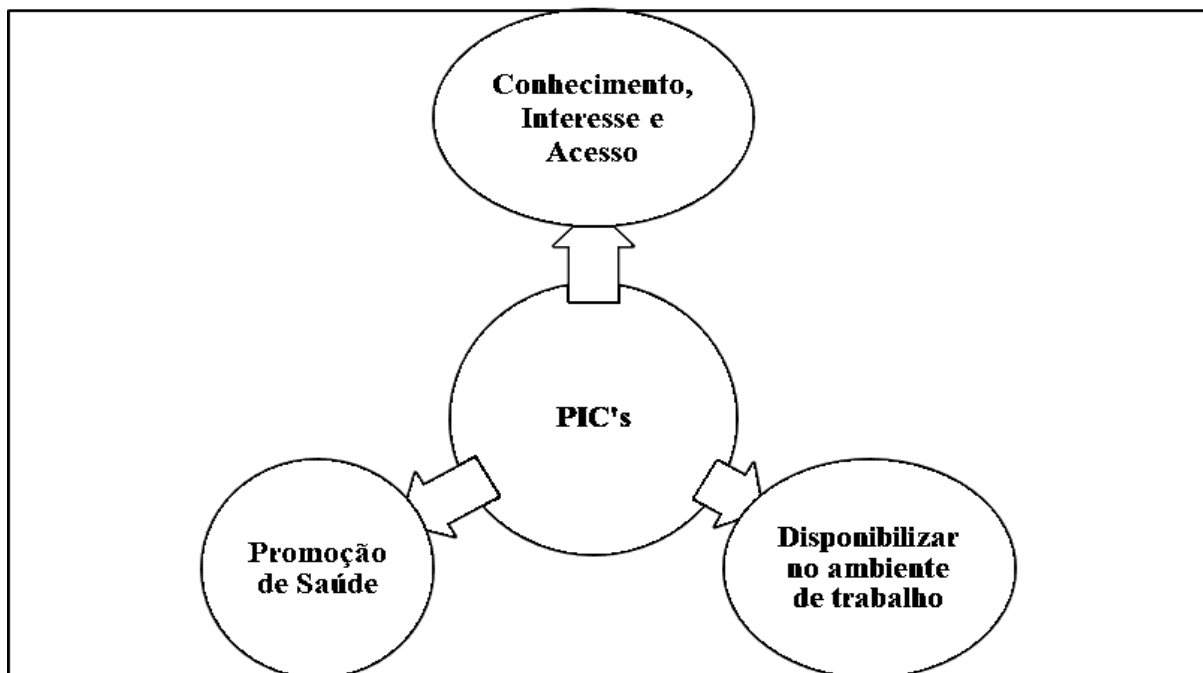 Conhecimento,
Interesse e
Acesso
PIC's
Promoção
de Saúde
Disponibilizar
no ambiente
de trabalho